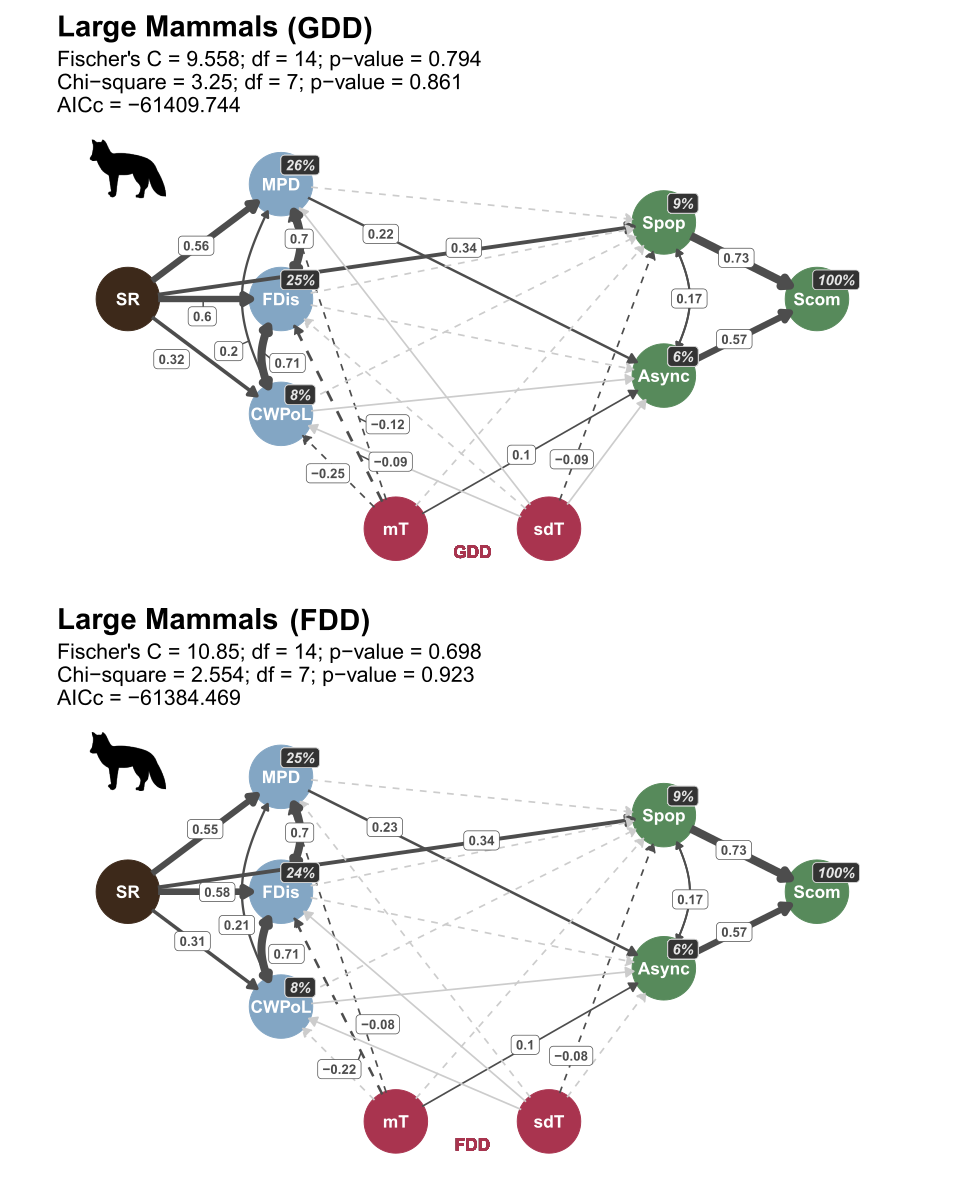 Large Mammals (GDD)
Fischer's C = 9.558; df = 14; p−value = 0.794
Chi−square = 3.25; df = 7; p−value = 0.861
AICc = −61409.744
26%
MPD
9%
Spop
0.56
0.7
0.22
0.34
0.73
SR
25%
FDis
0.17
100%
Scom
0.6
0.32
0.2
0.71
0.57
6%
Async
8%
CWPoL
−0.12
−0.09
−0.25
0.1
−0.09
mT
sdT
GDD
Large Mammals (FDD)
Fischer's C = 10.85; df = 14; p−value = 0.698
Chi−square = 2.554; df = 7; p−value = 0.923
AICc = −61384.469
25%
MPD
9%
Spop
0.55
0.7
0.23
0.34
0.73
SR
0.58
24%
FDis
0.17
100%
Scom
0.31
0.21
0.71
0.57
6%
Async
8%
CWPoL
−0.08
−0.22
0.1
−0.08
mT
sdT
FDD